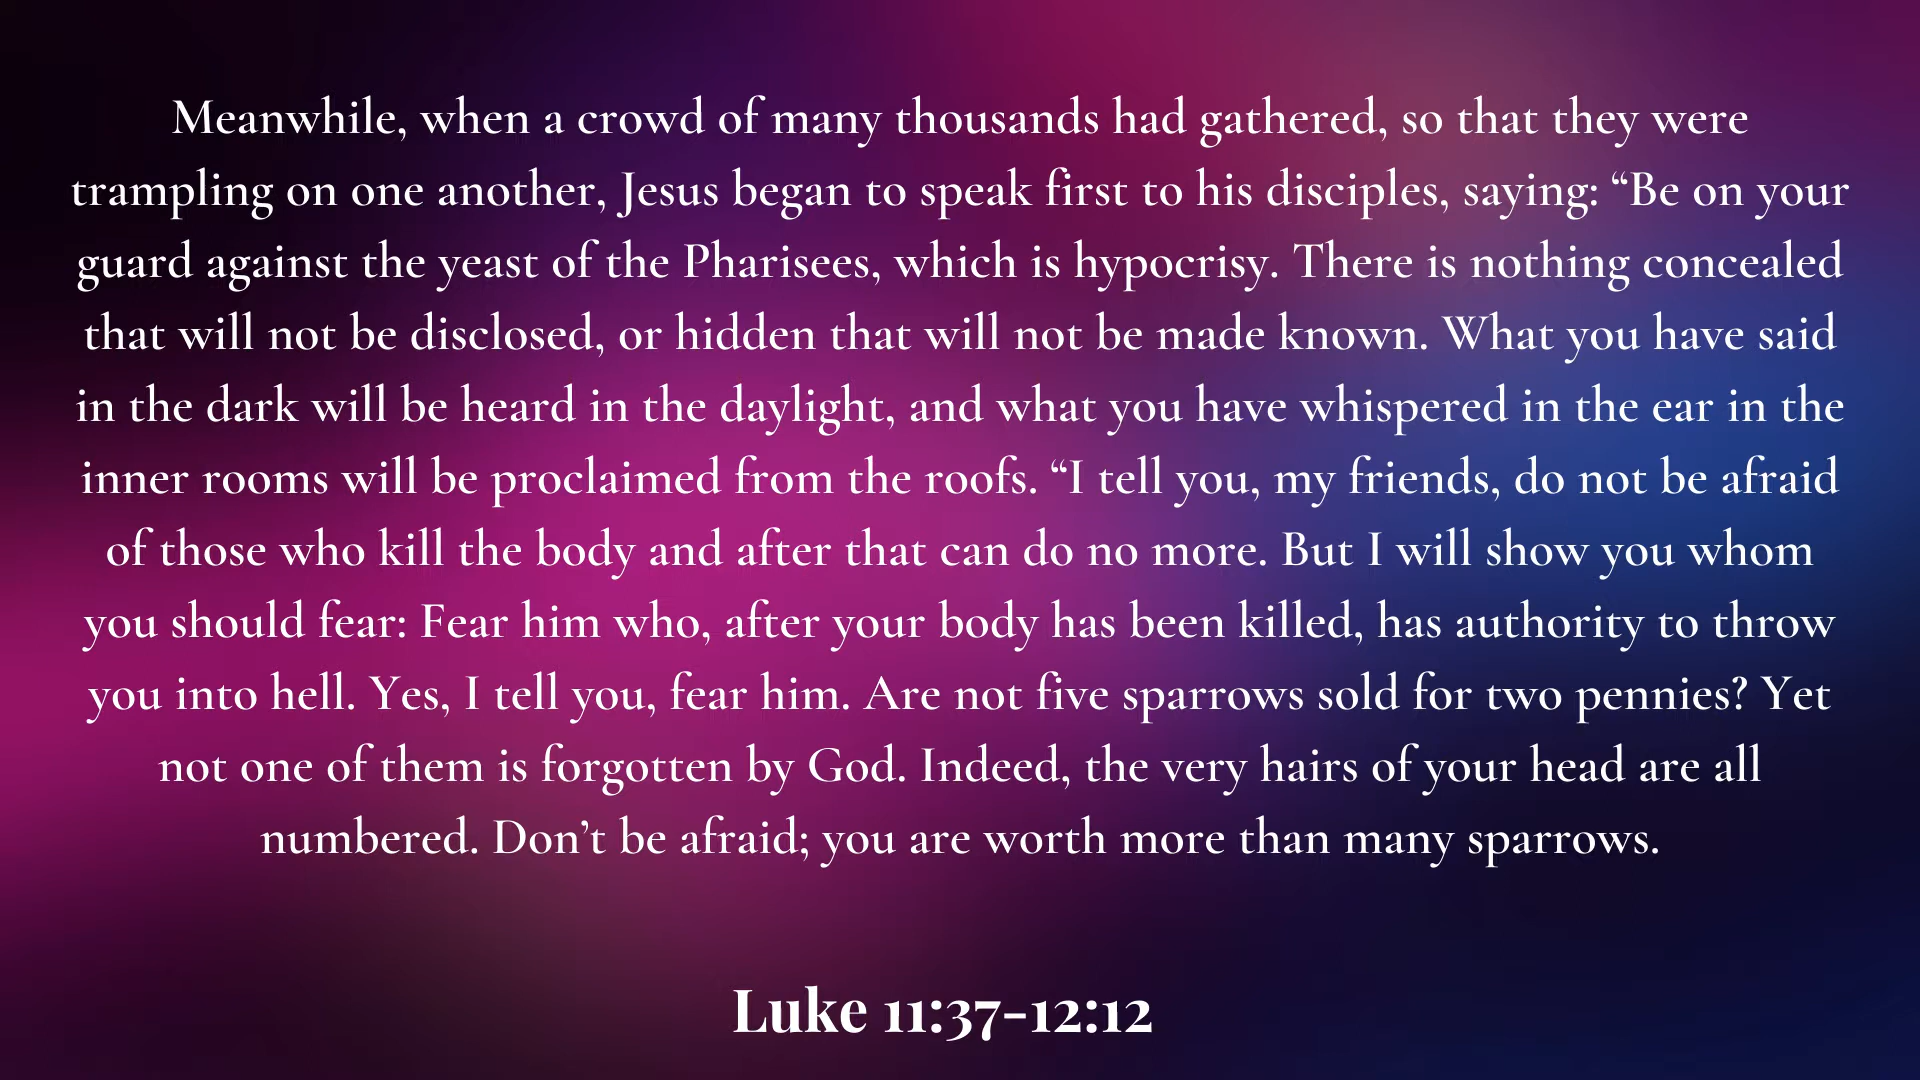 Meanwhile, when a crowd of many thousands had gathered, so that they were
trampling on one another, Jesus began to speak first to his disciples, saying: “Be on your
guard against the yeast of the Pharisees, which is hypocrisy. There is nothing concealed
that will not be disclosed, or hidden that will not be made known. What you have said
in the dark will be heard in the daylight, and what you have whispered in the ear in the
inner rooms will be proclaimed from the roofs. “I tell you, my friends, do not be afraid
of those who kill the body and after that can do no more. But I will show you whom
you should fear: Fear him who, after your body has been killed, has authority to throw
you into hell. Yes, I tell you, fear him. Are not five sparrows sold for two pennies? Yet
not one of them is forgotten by God. Indeed, the very hairs of your head are all
numbered. Don’t be afraid; you are worth more than many sparrows.
Luke 11:37-12:12